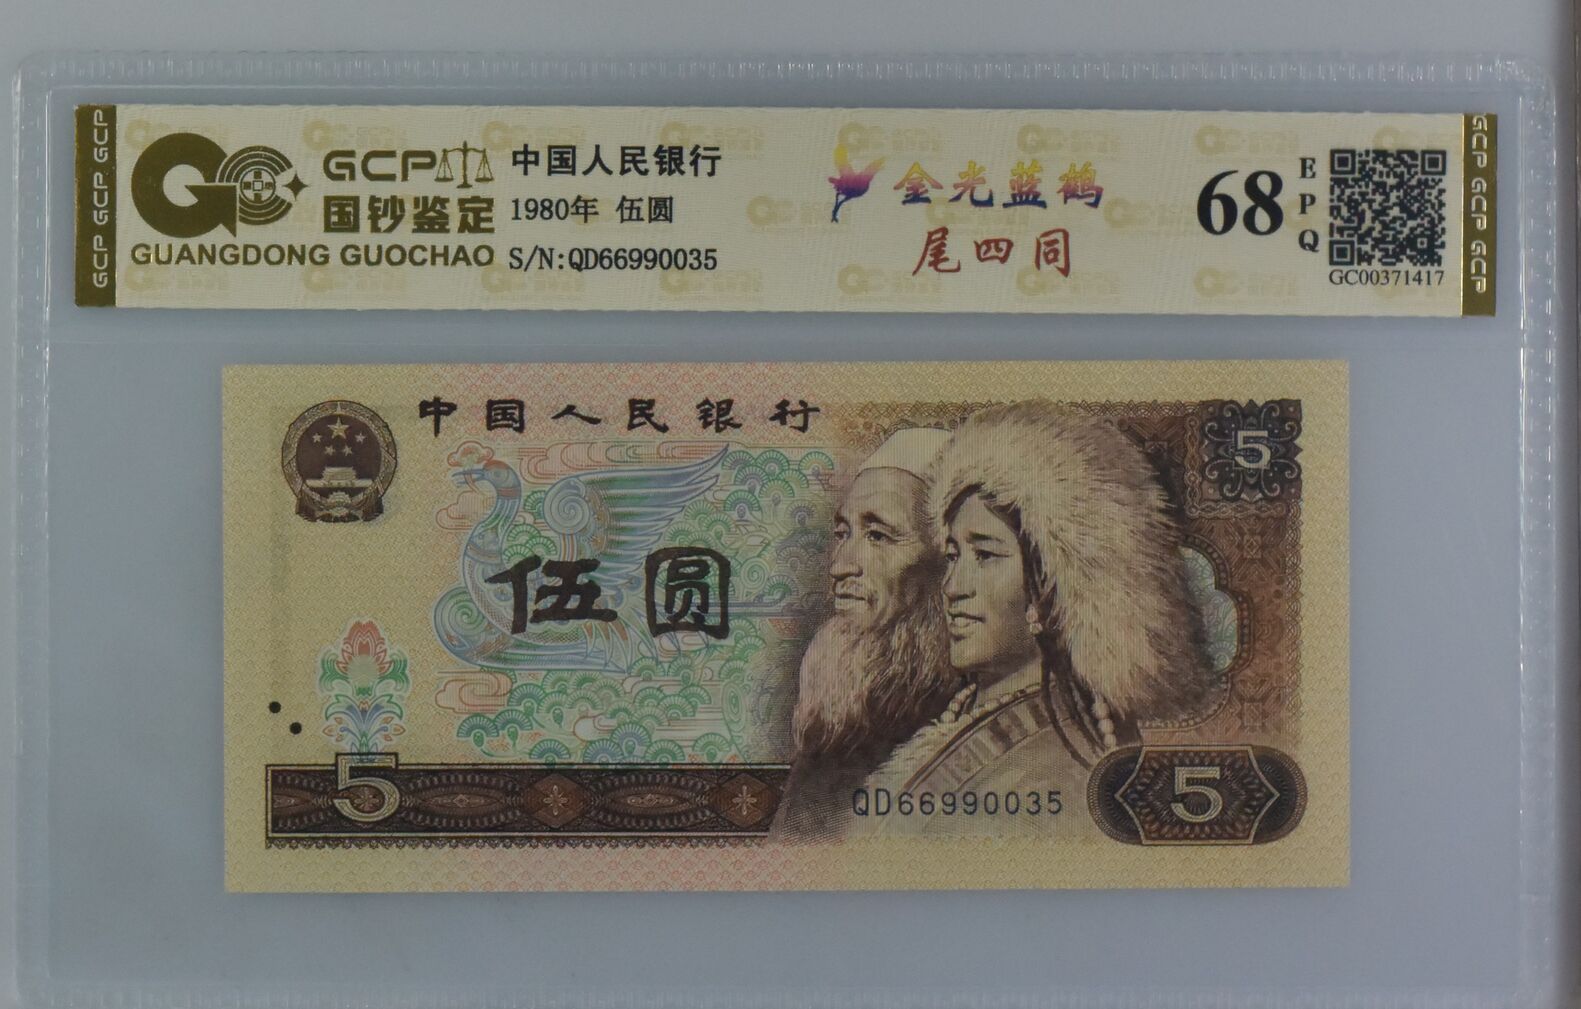 GCP GCP GCP
GCP
国钞鉴定
GUANGDONG GUOCHAO
中国人民银行
1980年 伍圆
S/N:QD66990035
金光蓝鹤
尾四同
68
EPQ
GC00371417
GCP GCP GCP
中国人民银行
5
伍圆
5
QD66990035
5